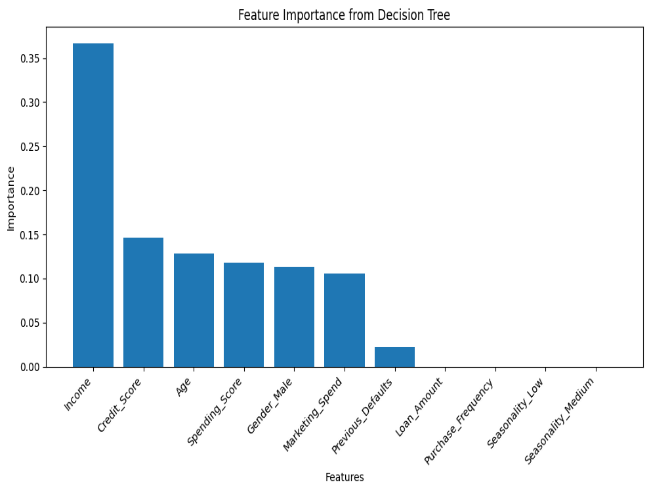 Feature Importance from Decision Tree
0.35
0.30
0.25
0.20
0.15
0.10
0.05
0.00
Importance
Income
Credit_Score
Age
Spending_Score
Gender_Male
Marketing_Spend
Previous_Defaults
Loan_Amount
Purchase_Frequency
Seasonality_Low
Seasonality_Medium
Features